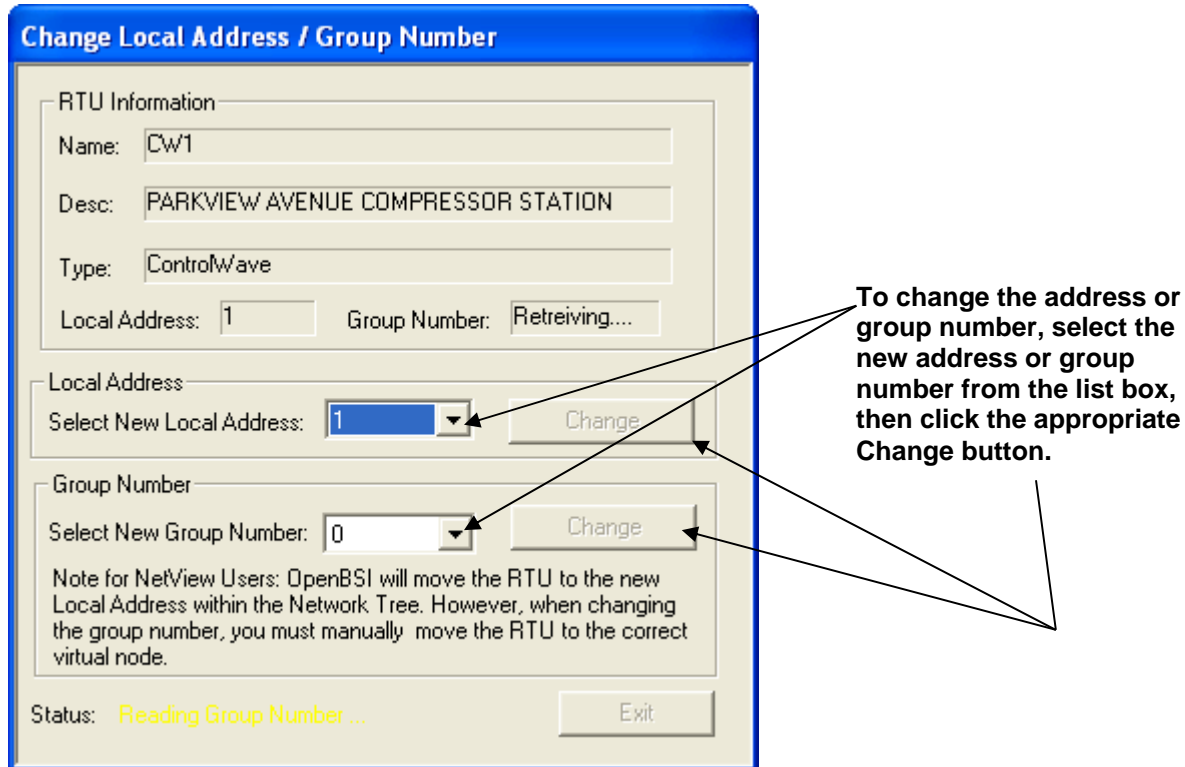 Change Local Address / Group Number
RTU Information
Name: CW1
Desc: PARKVIEW AVENUE COMPRESSOR STATION
Type: ControlWave
Local Address: 1 Group Number: Retreiving....
Local Address
Select New Local Address: 1 Change
Group Number
Select New Group Number: 0 Change
Note for NetView Users: OpenBSI will move the RTU to the new
Local Address within the Network Tree. However, when changing
the group number, you must manually move the RTU to the correct
virtual node.
Status: Reading Group Number ... Exit
To change the address or
group number, select the
new address or group
number from the list box,
then click the appropriate
Change button.